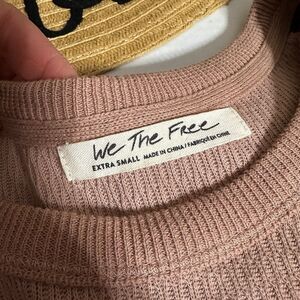 We The Free
EXTRA SMALL MADE IN CHINA / FABRIQUÉ EN CHINE